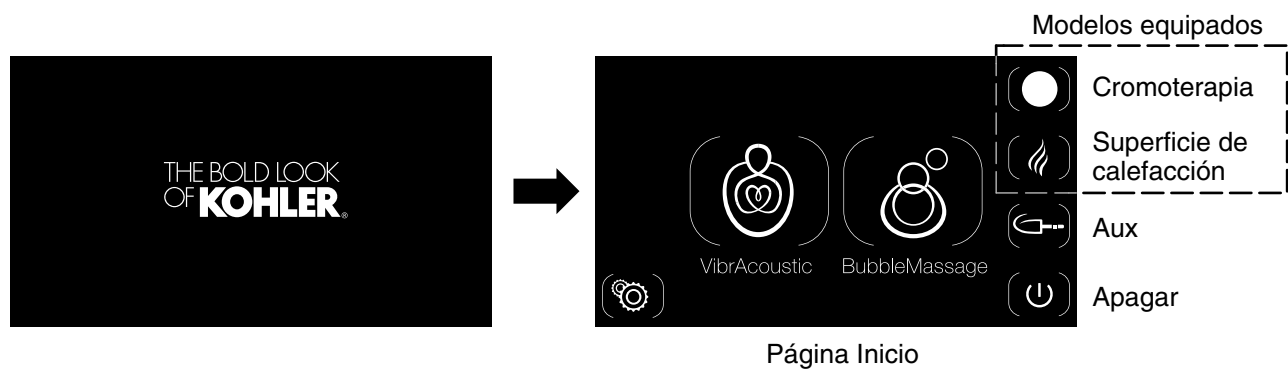 Modelos equipados
THE BOLD LOOK
OF KOHLER®
Cromoterapia
Superficie de
calefacción
Aux
Apagar
VibrAcoustic
BubbleMassage
Página Inicio